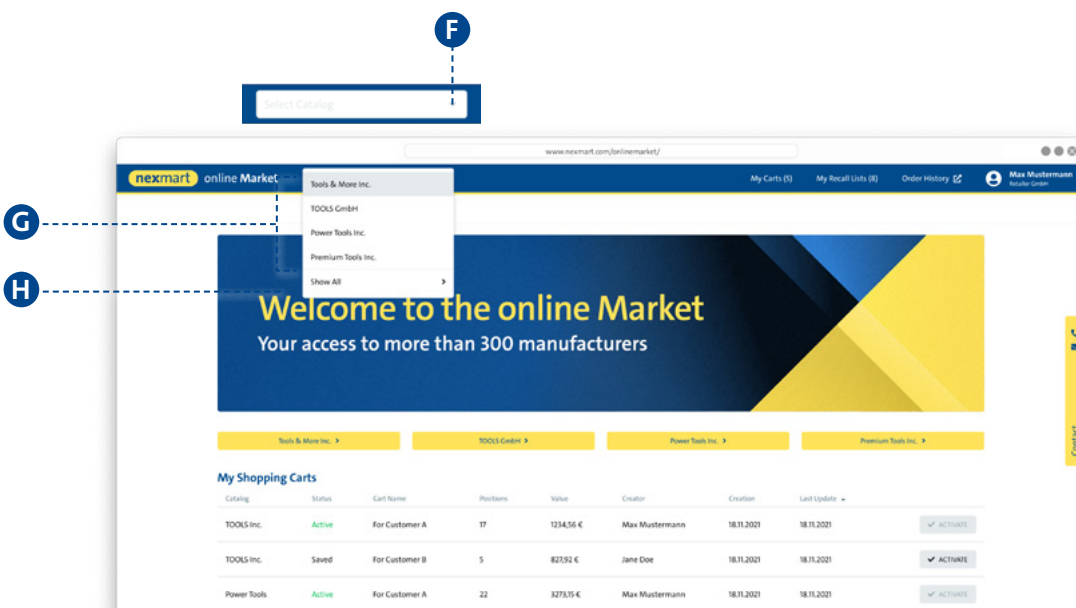 F
Select Catalog
www.nexmart.com/onlinemarket/
nexmart online Market
My Carts (5) My Recall Lists (8) Order History
Max Mustermann
Retailer GmbH
G
H
Tools & More Inc.
TOOLS GmbH
Power Tools Inc.
Premium Tools Inc.
Show All
Welcome to the online Market
Your access to more than 300 manufacturers
Contact
Tools & More Inc. TOOLS GmbH Power Tools Inc. Premium Tools Inc.
My Shopping Carts
Catalog Status Cart Name Positions Value Creator Creation Last Update
TOOLS Inc. Active For Customer A 17 1234,56 € Max Mustermann 18.11.2021 18.11.2021 ACTIVATE
TOOLS Inc. Saved For Customer B 5 827,92 € Jane Doe 18.11.2021 18.11.2021 ACTIVATE
Power Tools Active For Customer A 22 3273,15 € Max Mustermann 18.11.2021 18.11.2021 ACTIVATE